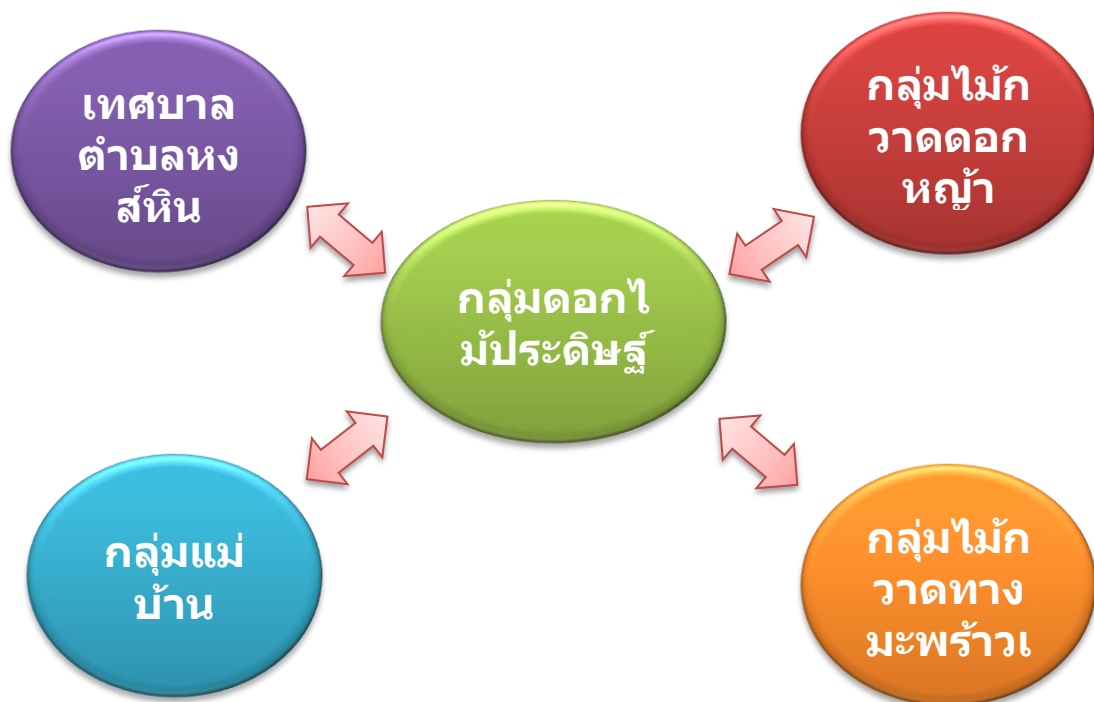 เทศบาล
ตำบลหง
ส์หิน
กลุ่มไม้ก
วาดดอก
หญ้า
กลุ่มดอกไ
ม้ประดิษฐ์
กลุ่มแม่
บ้าน
กลุ่มไม้ก
วาดทาง
มะพร้าวเ